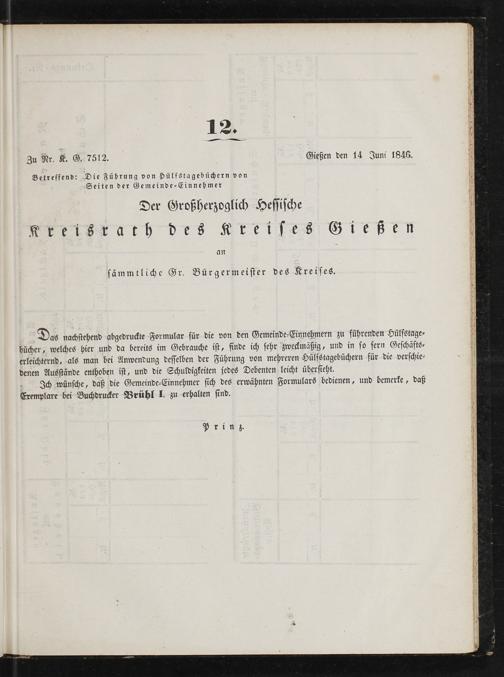 12.
Zu Nr. K. G. 7512.
Gießen den 14 Juni 1846.
Betreffend: Die Führung von Hülfstagebüchern von
Seiten der Gemeinde-Einnehmer
Der Großherzoglich Hessische
Kreisrath des Kreises Gießen
an
sämmtliche Gr. Bürgermeister des Kreises.
Das nachstehend abgedruckte Formular für die von den Gemeinde-Einnehmern zu führenden Hülfstage-
bücher, welches hier und da bereits im Gebrauche ist, finde ich sehr zweckmäßig, und in so fern Geschäfts-
erleichternd, als man bei Anwendung desselben der Führung von mehreren Hülfstagebüchern für die verschie-
denen Ausstände enthoben ist, und die Schuldigkeiten jedes Debenten leicht übersieht.
Ich wünsche, daß die Gemeinde-Einnehmer sich des erwähnten Formulars bedienen, und bemerke, daß
Exemplare bei Buchdrucker Brühl I. zu erhalten sind.
Prinz.